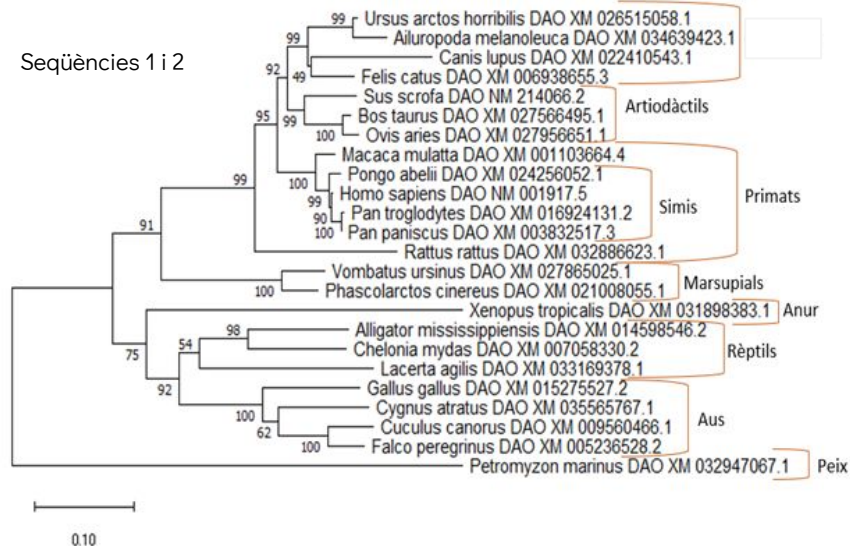 Seqüències 1 i 2
99
Ursus arctos horribilis DAO XM 026515058.1
99
Ailuropoda melanoleuca DAO XM 034639423.1
Canis lupus DAO XM 022410543.1
92
49
Felis catus DAO XM 006938655.3
Sus scrofa DAO NM 214066.2
Artiodàctils
95
99
Bos taurus DAO XM 027566495.1
100
Ovis aries DAO XM 027956651.1
Macaca mulatta DAO XM 001103664.4
Pongo abelii DAO XM 024256052.1
99
100
Homo sapiens DAO NM 001917.5
Primats
99
Simis
90
Pan troglodytes DAO XM 016924131.2
100
Pan paniscus DAO XM 003832517.3
91
Rattus rattus DAO XM 032886623.1
Vombatus ursinus DAO XM 027865025.1
Marsupials
100
Phascolarctos cinereus DAO XM 021008055.1
Xenopus tropicalis DAO XM 031898383.1
Anur
98
Alligator mississippiensis DAO XM 014598546.2
75
54
Chelonia mydas DAO XM 007058330.2
Rèptils
Lacerta agilis DAO XM 033169378.1
92
Gallus gallus DAO XM 015275527.2
100
Cygnus atratus DAO XM 035565767.1
Aus
62
Cuculus canorus DAO XM 009560466.1
100
Falco peregrinus DAO XM 005236528.2
Petromyzon marinus DAO XM 032947067.1
Peix
0.10